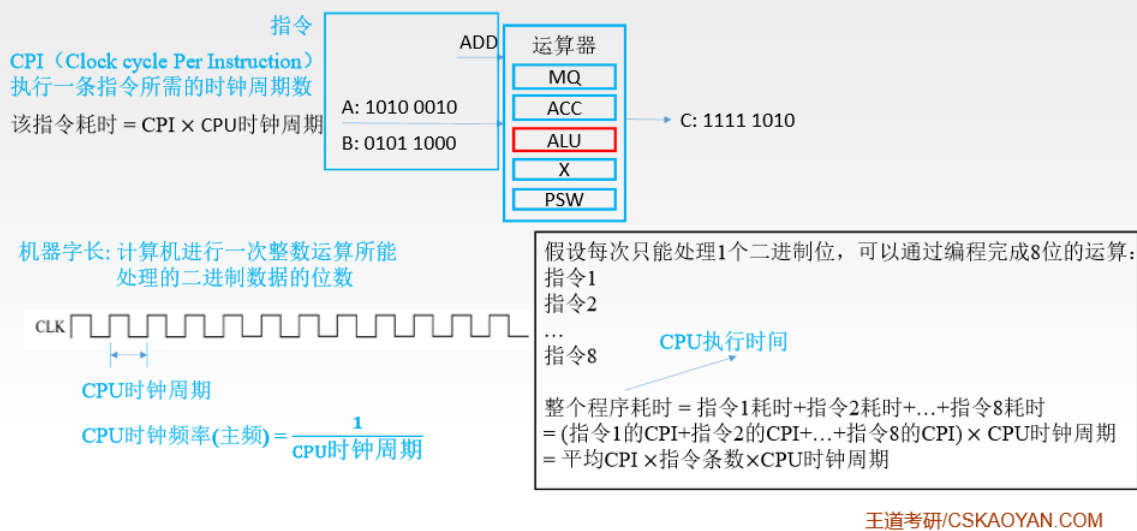 指令
CPI（Clock cycle Per Instruction）
执行一条指令所需的时钟周期数
该指令耗时 = CPI × CPU时钟周期
ADD
A: 1010 0010
B: 0101 1000
运算器
MQ
ACC
ALU
X
PSW
C: 1111 1010
机器字长: 计算机进行一次整数运算所能
处理的二进制数据的位数
CLK
CPU时钟周期
CPU时钟频率(主频) = 1
CPU时钟周期
假设每次只能处理1个二进制位，可以通过编程完成8位的运算：
指令1
指令2
…
指令8
CPU执行时间
整个程序耗时 = 指令1耗时+指令2耗时+…+指令8耗时
= (指令1的CPI+指令2的CPI+…+指令8的CPI) × CPU时钟周期
= 平均CPI ×指令条数×CPU时钟周期
王道考研/CSKAOYAN.COM